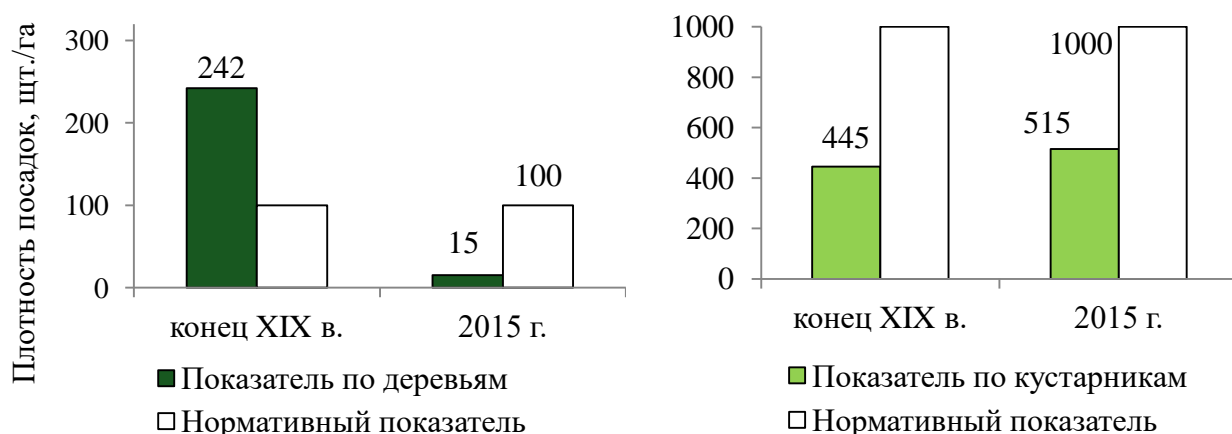 Плотность посадок, щт./га
300
200
100
0
242
15
100
конец XIX в.
2015 г.
Показатель по деревьям
Нормативный показатель
1000
800
600
400
200
0
445
515
1000
конец XIX в.
2015 г.
Показатель по кустарникам
Нормативный показатель